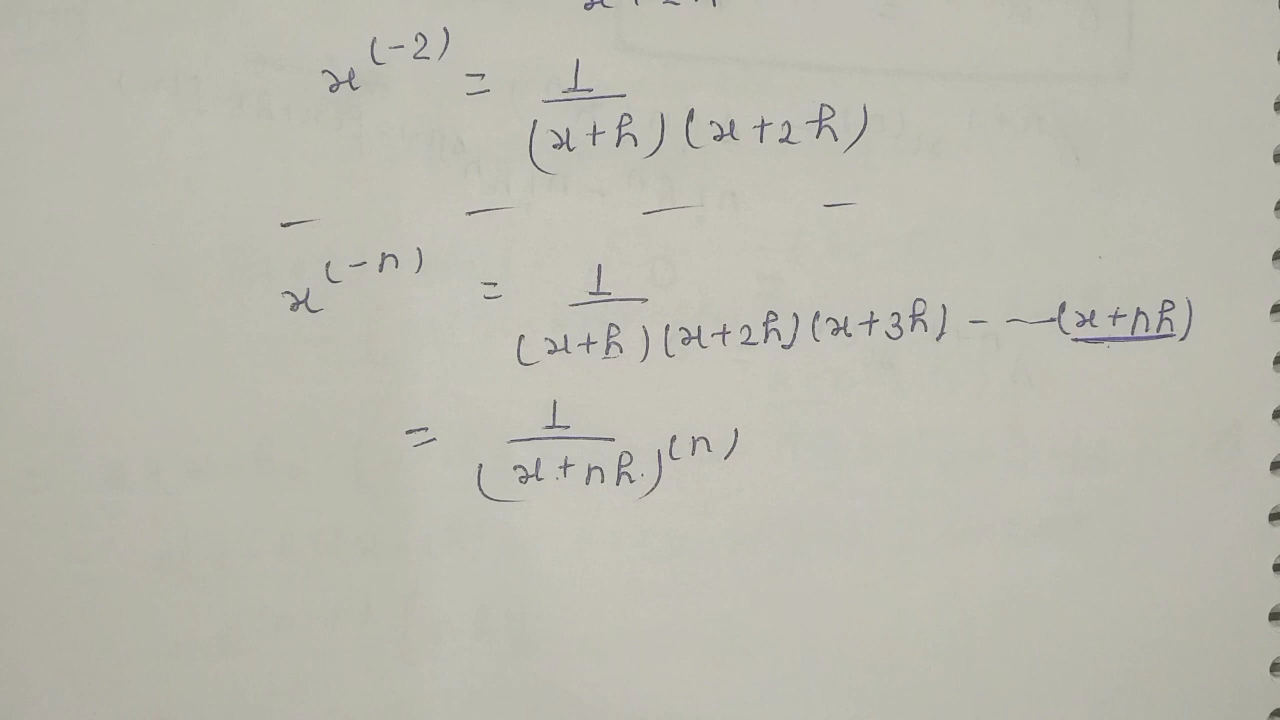 x^(-2) = 1/((x+h)(x+2h))
— — — —
x^(-n) = 1/((x+h)(x+2h)(x+3h) - —(x+nh))
= 1/(x+nh)^(n)